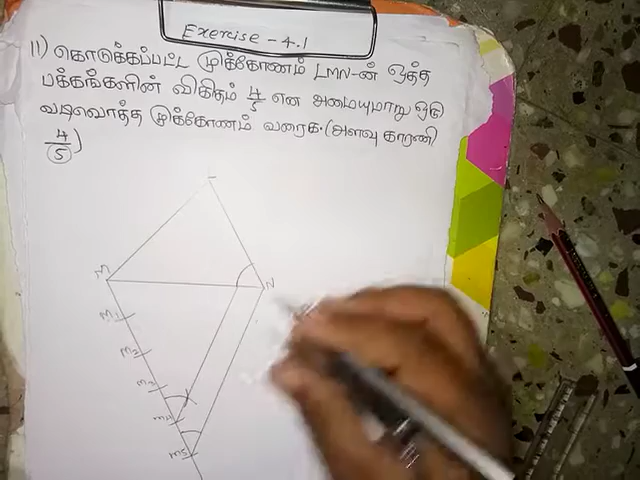 Exercise - 4.1
11) கொடுக்கப்பட்ட முக்கோணம் LMN-ன் ஒத்த
பக்கங்களின் விகிதம் 4/5 என அமையுமாறு ஒரு
வடிவொத்த முக்கோணம் வரைக. (அளவு காரணி
4/5)
L
M
N
M1
M2
M3
M4
M5